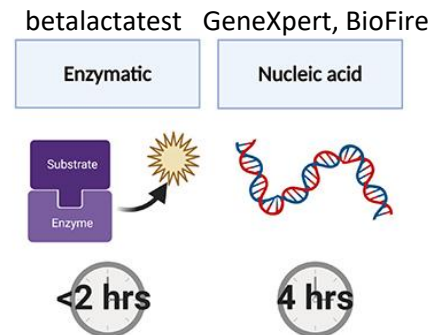 betalactatest GeneXpert, BioFire
Enzymatic Nucleic acid
Substrate
Enzyme
<2 hrs 4 hrs